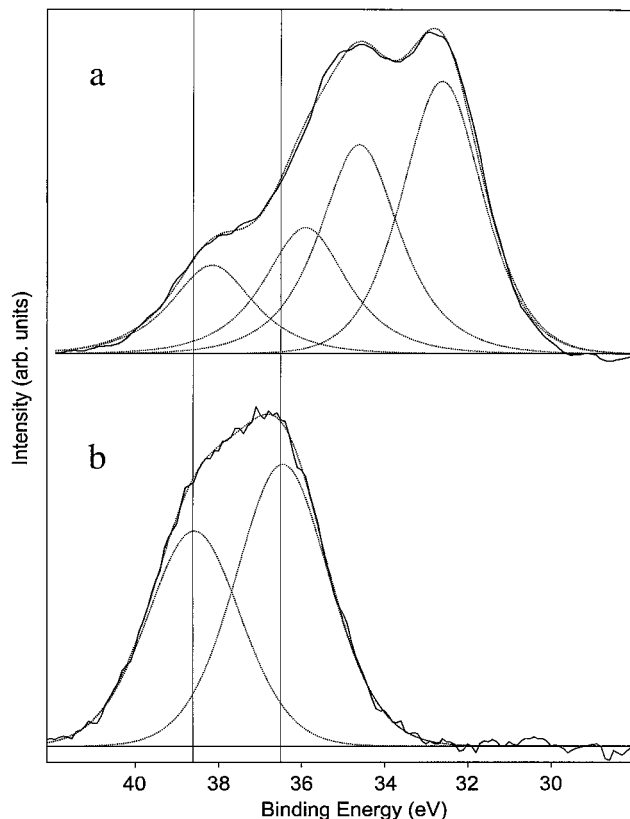 a
b
Intensity (arb. units)
40 38 36 34 32 30
Binding Energy (eV)